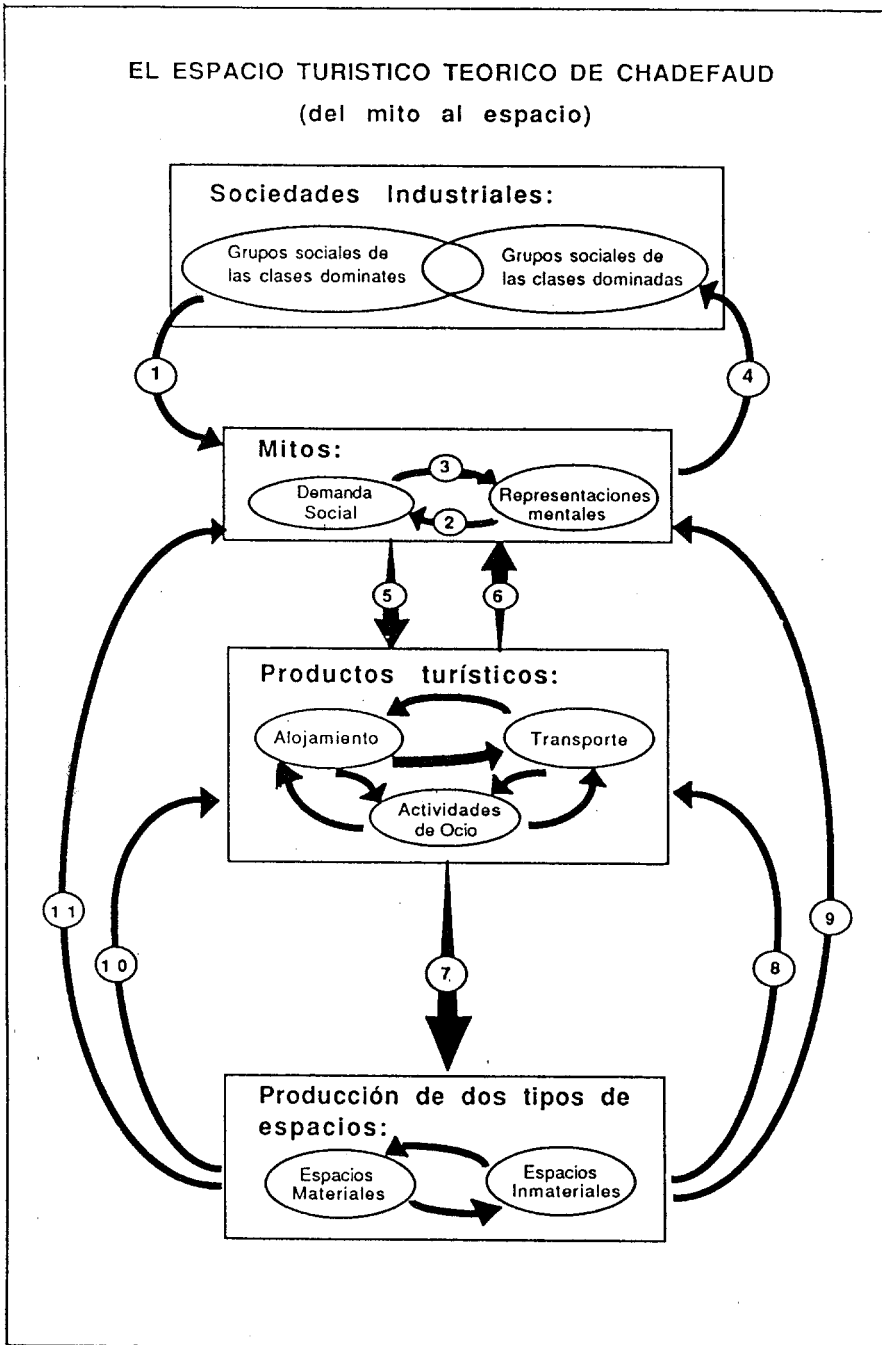 EL ESPACIO TURISTICO TEORICO DE CHADEFAUD
(del mito al espacio)
Sociedades Industriales:
Grupos sociales de
las clases dominates
Grupos sociales de
las clases dominadas
1
4
Mitos:
3
Demanda
Social
Representaciones
mentales
2
5
6
Productos turísticos:
Alojamiento
Transporte
Actividades
de Ocio
11
9
10
7
8
Producción de dos tipos de
espacios:
Espacios
Materiales
Espacios
Inmateriales